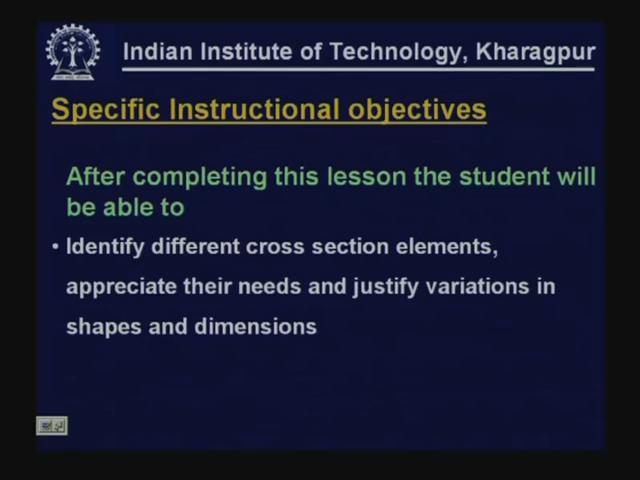 Indian Institute of Technology, Kharagpur
Specific Instructional objectives
After completing this lesson the student will
be able to
• Identify different cross section elements,
appreciate their needs and justify variations in
shapes and dimensions